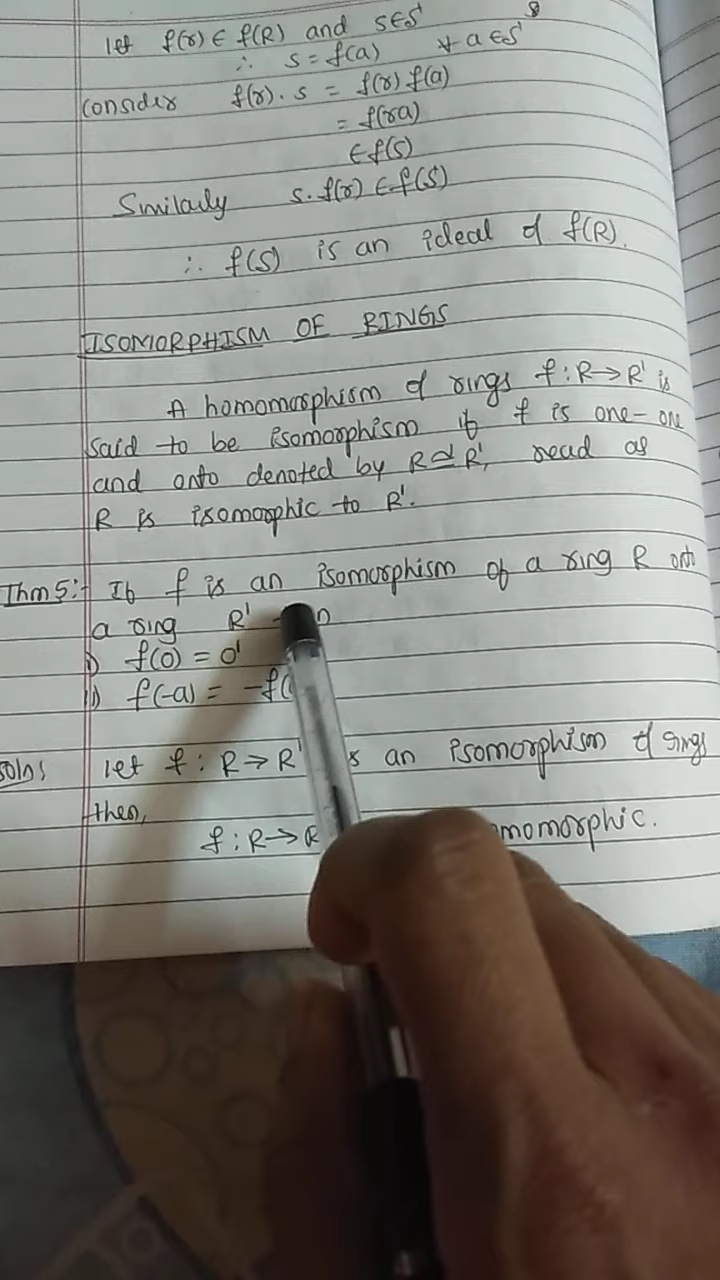 let f(r) ∈ f(R) and s∈S'
∴ s = f(a) ∀ a∈S
Consider f(r). s = f(r) f(a)
= f(ra)
∈ f(S)
Similarly s. f(r) ∈ f(S)
∴ f(S) is an ideal of f(R).
ISOMORPHISM OF RINGS
A homomorphism of rings f : R→R' is
said to be isomorphism if f is one-one
and onto denoted by R≃R', read as
R is isomorphic to R'.
Thm 5:- If f is an isomorphism of a ring R onto
a ring R'
i) f(0) = 0'
ii) f(-a) = -f(
Soln: let f : R→R' is an isomorphism of rings
then,
f : R→R momorphic.